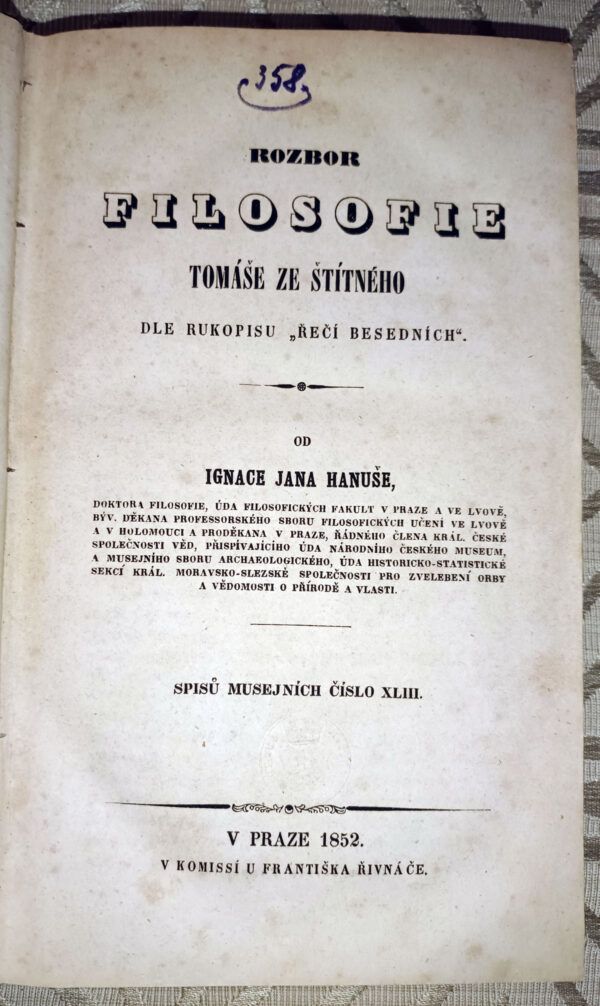 358
ROZBOR
FILOSOFIE
TOMÁŠE ZE ŠTÍTNÉHO
DLE RUKOPISU „ŘEČÍ BESEDNÍCH“.
OD
IGNACE JANA HANUŠE,
DOKTORA FILOSOFIE, ÚDA FILOSOFICKÝCH FAKULT V PRAZE A VE LVOVĚ,
BÝV. DĚKANA PROFESSORSKÉHO SBORU FILOSOFICKÝCH UČENÍ VE LVOVĚ
A V HOLOMOUCI A PRODĚKANA V PRAZE, ŘÁDNÉHO ČLENA KRÁL. ČESKÉ
SPOLEČNOSTI VĚD, PŘISPÍVAJÍCÍHO ÚDA NÁRODNÍHO ČESKÉHO MUSEUM,
A MUSEJNÍHO SBORU ARCHAEOLOGICKÉHO, ÚDA HISTORICKO-STATISTICKÉ
SEKCÍ KRÁL. MORAVSKO-SLEZSKÉ SPOLEČNOSTI PRO ZVELEBENÍ ORBY
A VĚDOMOSTI O PŘÍRODĚ A VLASTI.
SPISŮ MUSEJNÍCH ČÍSLO XLIII.
V PRAZE 1852.
V KOMISSÍ U FRANTIŠKA ŘIVNÁČE.